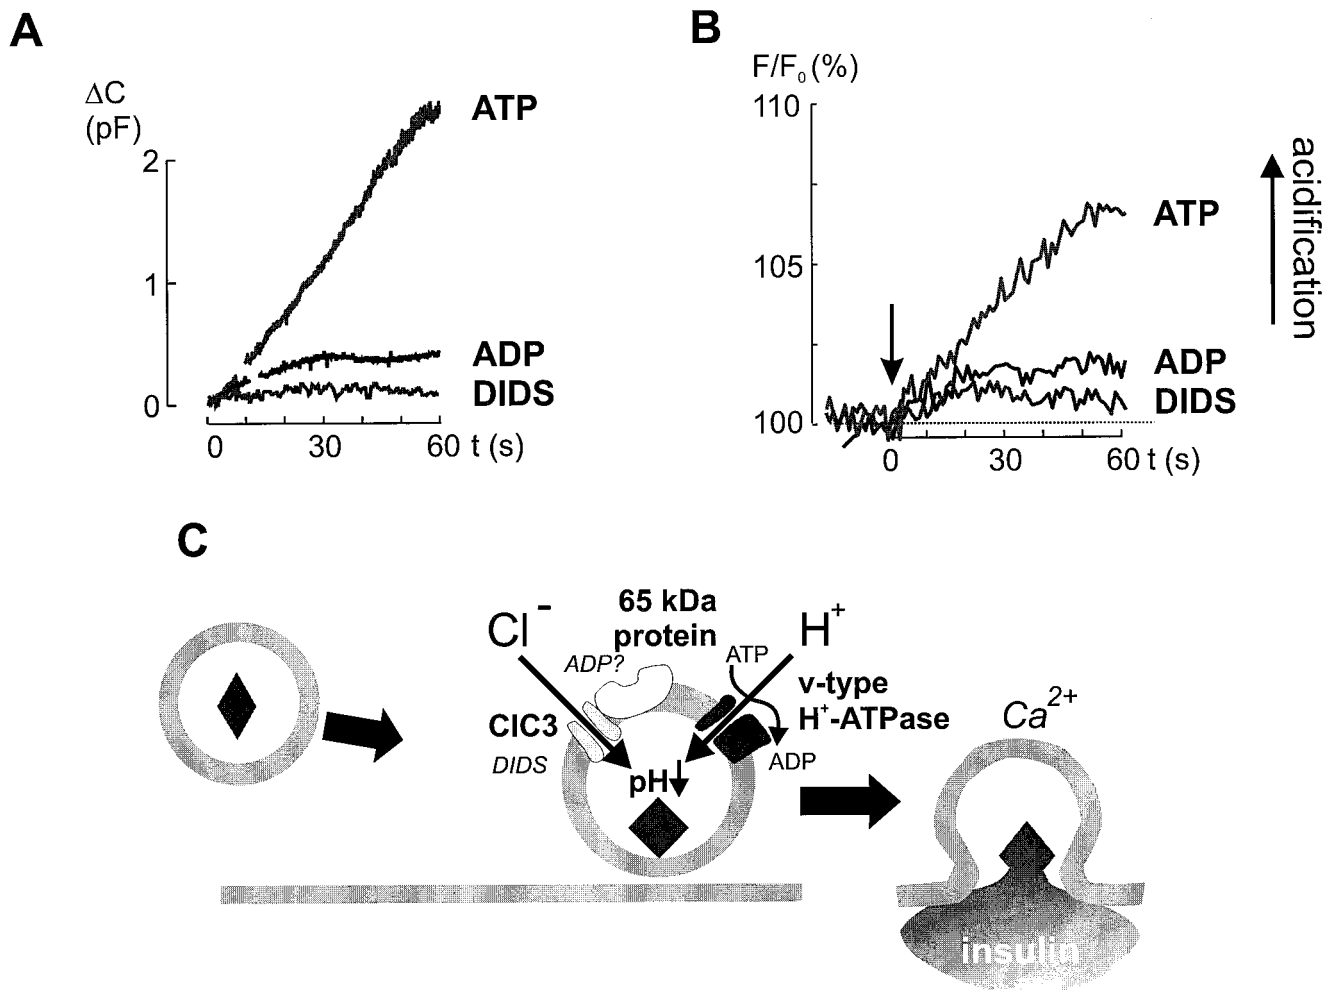 A
ΔC
(pF)
2
1
0
ATP
ADP
DIDS
0 30 60 t (s)
B
F/F₀ (%)
110
105
100
ATP
ADP
DIDS
0 30 60 t (s)
acidification
C
Cl⁻
65 kDa
protein
H⁺
ADP?
ATP
v-type
H⁺-ATPase
ClC3
DIDS
ADP
pH
Ca²⁺
insulin